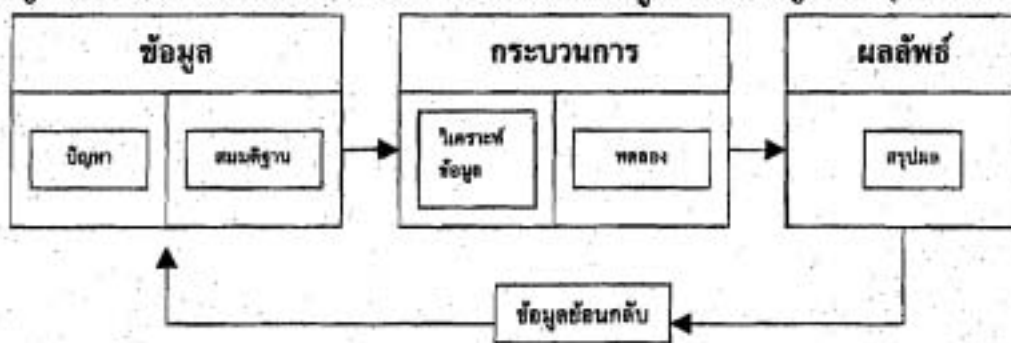 ข้อมูล
กระบวนการ
ผลลัพธ์
ปัญหา
สมมติฐาน
วิเคราะห์
ข้อมูล
ทดลอง
สรุปผล
ข้อมูลย้อนกลับ